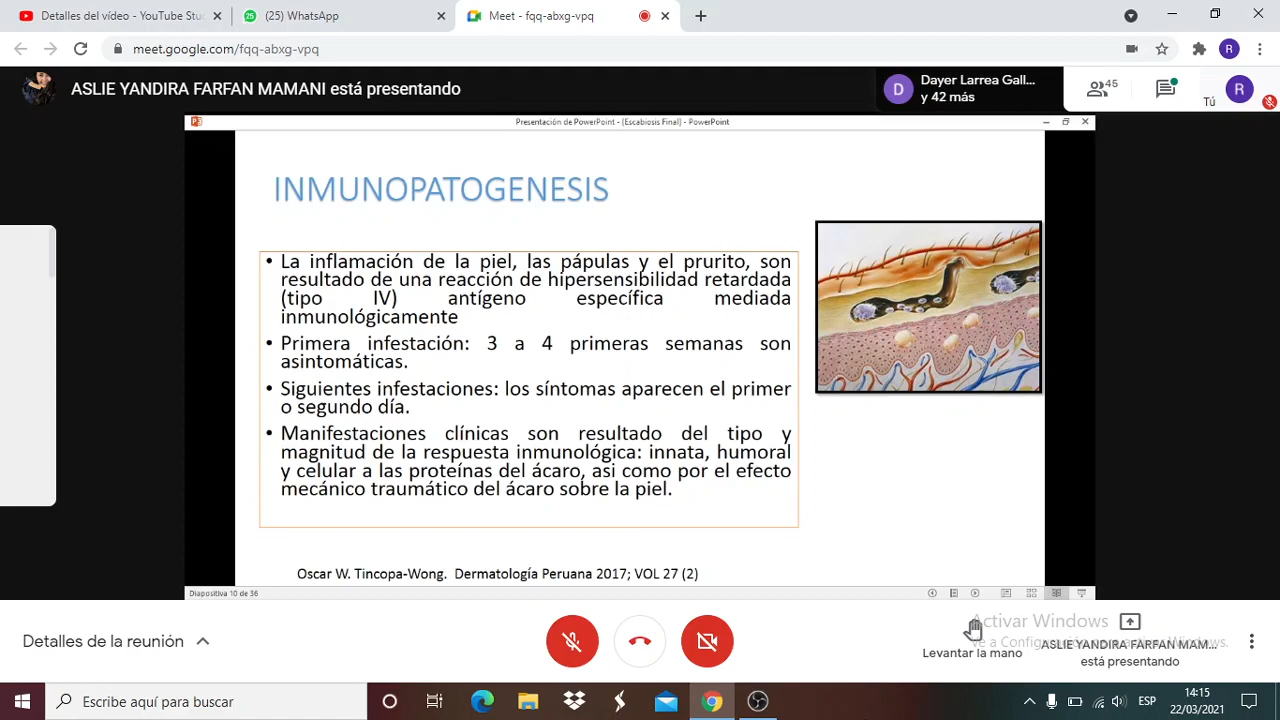 Detalles del vídeo - YouTube Stu
(25) WhatsApp
Meet - fqq-abxg-vpq
meet.google.com/fqq-abxg-vpq
R
ASLIE YANDIRA FARFAN MAMANI está presentando
D
Dayer Larrea Gall...
y 42 más
45
Tú
R
Presentación de PowerPoint - (Escabiosis Final) - PowerPoint
INMUNOPATOGENESIS
• La inflamación de la piel, las pápulas y el prurito, son
resultado de una reacción de hipersensibilidad retardada
(tipo IV) antígeno específica mediada
inmunológicamente
• Primera infestación: 3 a 4 primeras semanas son
asintomáticas.
• Siguientes infestaciones: los síntomas aparecen el primer
o segundo día.
• Manifestaciones clínicas son resultado del tipo y
magnitud de la respuesta inmunológica: innata, humoral
y celular a las proteínas del ácaro, asi como por el efecto
mecánico traumático del ácaro sobre la piel.
Oscar W. Tincopa-Wong. Dermatología Peruana 2017; VOL 27 (2)
Diapositiva 10 de 36
Detalles de la reunión
Activar Windows
Ve a Configuración para activar Windows.
Levantar la mano
ASLIE YANDIRA FARFAN MAM...
está presentando
Escribe aquí para buscar
ESP
14:15
22/03/2021